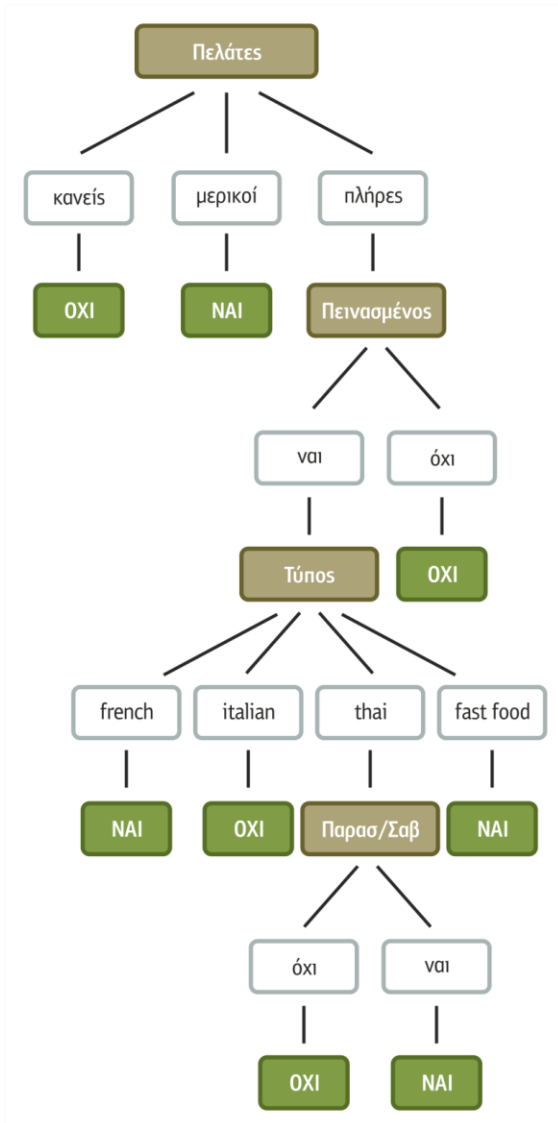 Πελάτες
κανείς
μερικοί
πλήρες
ΟΧΙ
ΝΑΙ
Πεινασμένος
ναι
όχι
Τύπος
ΟΧΙ
french
italian
thai
fast food
ΝΑΙ
ΟΧΙ
Παρασ/Σαβ
ΝΑΙ
όχι
ναι
ΟΧΙ
ΝΑΙ